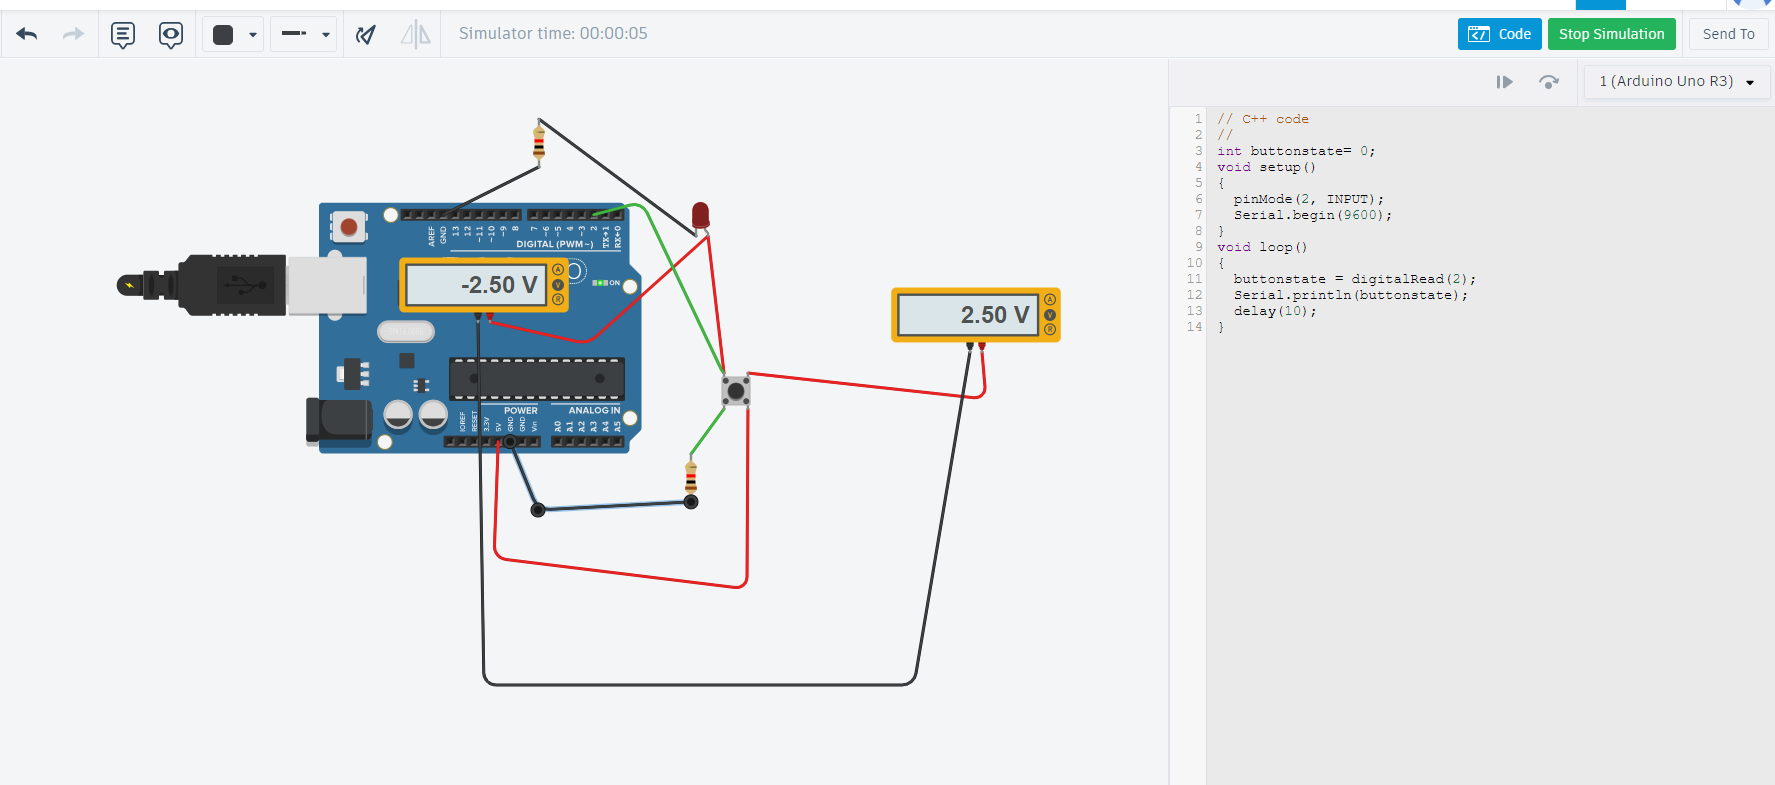 Simulator time: 00:00:05
Code
Stop Simulation
Send To
1 (Arduino Uno R3)
AREF
GND
13
12
~11
~10
~9
8
7
~6
~5
4
~3
2
TX→1
RX←0
DIGITAL (PWM~)
ON
-2.50 V
A
V
R
2.50 V
A
V
R
POWER
ANALOG IN
IOREF
RESET
3.3V
5V
GND
GND
Vin
A0
A1
A2
A3
A4
A5
1 // C++ code
2 //
3 int buttonstate= 0;
4 void setup()
5 {
6 pinMode(2, INPUT);
7 Serial.begin(9600);
8 }
9 void loop()
10 {
11 buttonstate = digitalRead(2);
12 Serial.println(buttonstate);
13 delay(10);
14 }